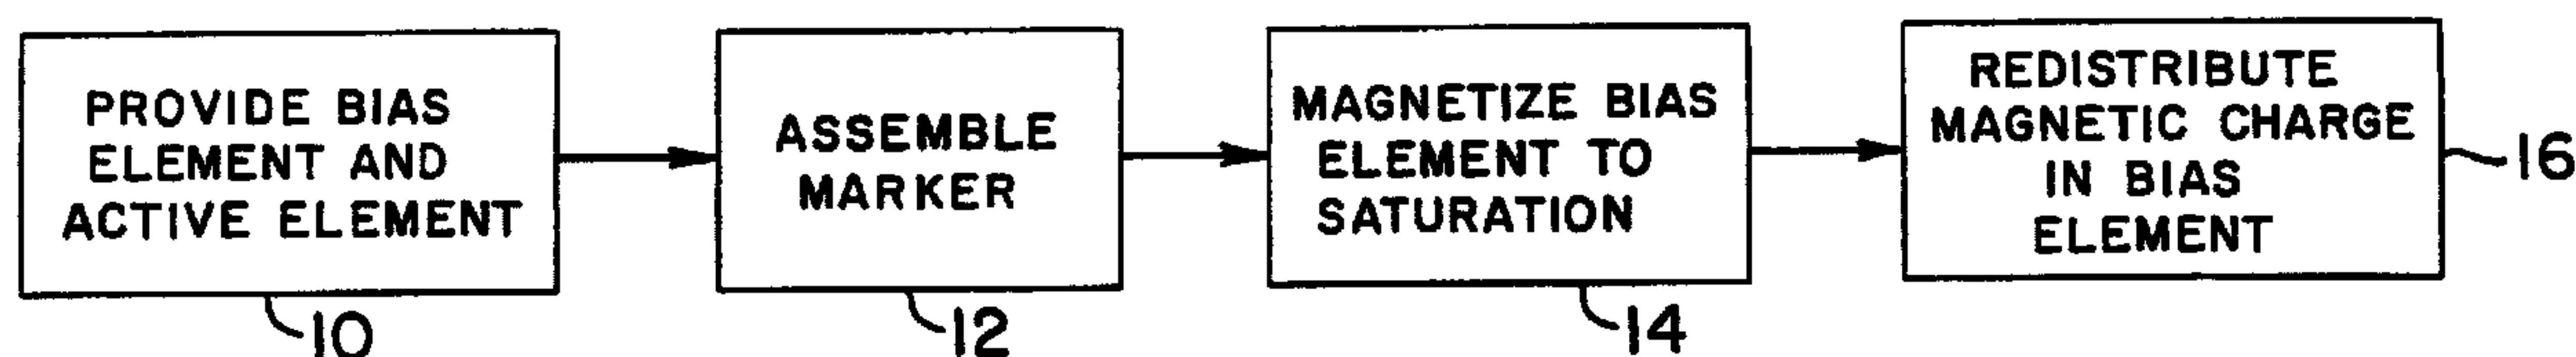 PROVIDE BIAS
ELEMENT AND
ACTIVE ELEMENT
10
ASSEMBLE
MARKER
12
MAGNETIZE BIAS
ELEMENT TO
SATURATION
14
REDISTRIBUTE
MAGNETIC CHARGE
IN BIAS
ELEMENT
16